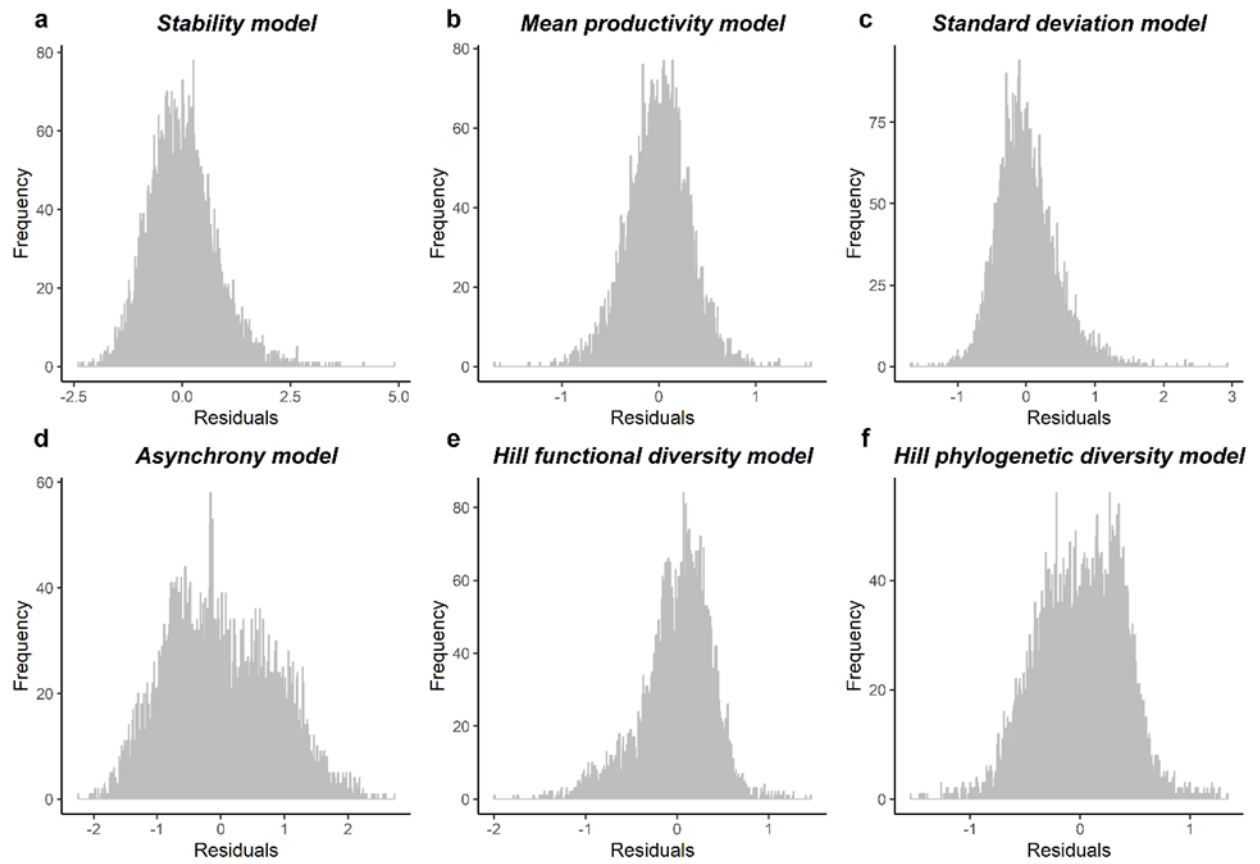 a
Stability model
80
60
40
20
0
Frequency
-2.5
0.0
2.5
5.0
Residuals
b
Mean productivity model
80
60
40
20
0
Frequency
-1
0
1
Residuals
c
Standard deviation model
75
50
25
0
Frequency
-1
0
1
2
3
Residuals
d
Asynchrony model
60
40
20
0
Frequency
-2
-1
0
1
2
Residuals
e
Hill functional diversity model
80
60
40
20
0
Frequency
-2
-1
0
1
Residuals
f
Hill phylogenetic diversity model
40
20
0
Frequency
-1
0
1
Residuals